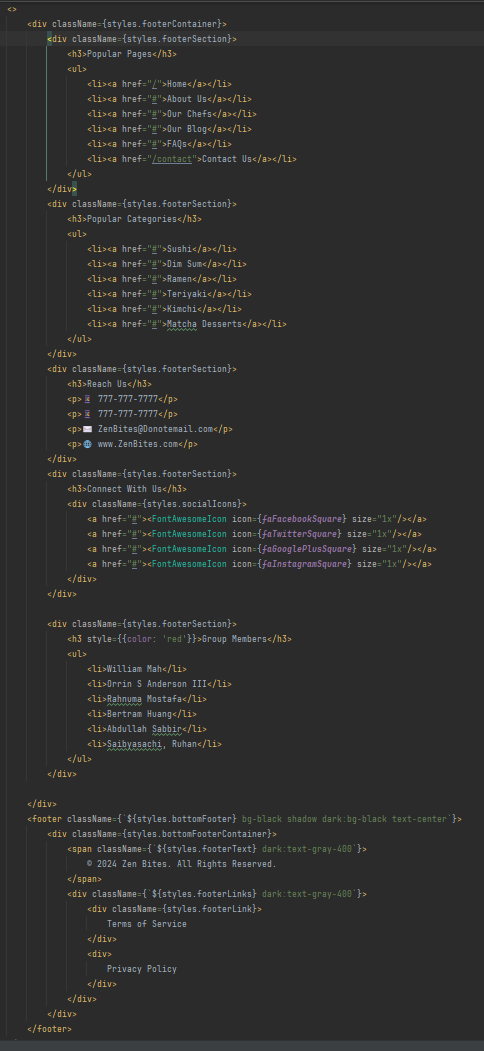 <>
<div className={styles.footerContainer}>
<div className={styles.footerSection}>
<h3>Popular Pages</h3>
<ul>
<li><a href="/">Home</a></li>
<li><a href="#">About Us</a></li>
<li><a href="#">Our Chefs</a></li>
<li><a href="#">Our Blog</a></li>
<li><a href="#">FAQs</a></li>
<li><a href="/contact">Contact Us</a></li>
</ul>
</div>
<div className={styles.footerSection}>
<h3>Popular Categories</h3>
<ul>
<li><a href="#">Sushi</a></li>
<li><a href="#">Dim Sum</a></li>
<li><a href="#">Ramen</a></li>
<li><a href="#">Teriyaki</a></li>
<li><a href="#">Kimchi</a></li>
<li><a href="#">Matcha Desserts</a></li>
</ul>
</div>
<div className={styles.footerSection}>
<h3>Reach Us</h3>
<p>📱 777-777-7777</p>
<p>📱 777-777-7777</p>
<p>✉️ ZenBites@Donotemail.com</p>
<p>🌐 www.ZenBites.com</p>
</div>
<div className={styles.footerSection}>
<h3>Connect With Us</h3>
<div className={styles.socialIcons}>
<a href="#"><FontAwesomeIcon icon={faFacebookSquare} size="1x"/></a>
<a href="#"><FontAwesomeIcon icon={faTwitterSquare} size="1x"/></a>
<a href="#"><FontAwesomeIcon icon={faGooglePlusSquare} size="1x"/></a>
<a href="#"><FontAwesomeIcon icon={faInstagramSquare} size="1x"/></a>
</div>
</div>
<div className={styles.footerSection}>
<h3 style={{color: 'red'}}>Group Members</h3>
<ul>
<li>William Mah</li>
<li>Orrin S Anderson III</li>
<li>Rahnuma Mostafa</li>
<li>Bertram Huang</li>
<li>Abdullah Sabbir</li>
<li>Saibyasachi, Ruhan</li>
</ul>
</div>
</div>
<footer className={`${styles.bottomFooter} bg-black shadow dark:bg-black text-center`}>
<div className={styles.bottomFooterContainer}>
<span className={`${styles.footerText} dark:text-gray-400`}>
© 2024 Zen Bites. All Rights Reserved.
</span>
<div className={`${styles.footerLinks} dark:text-gray-400`}>
<div className={styles.footerLink}>
Terms of Service
</div>
<div>
Privacy Policy
</div>
</div>
</div>
</footer>